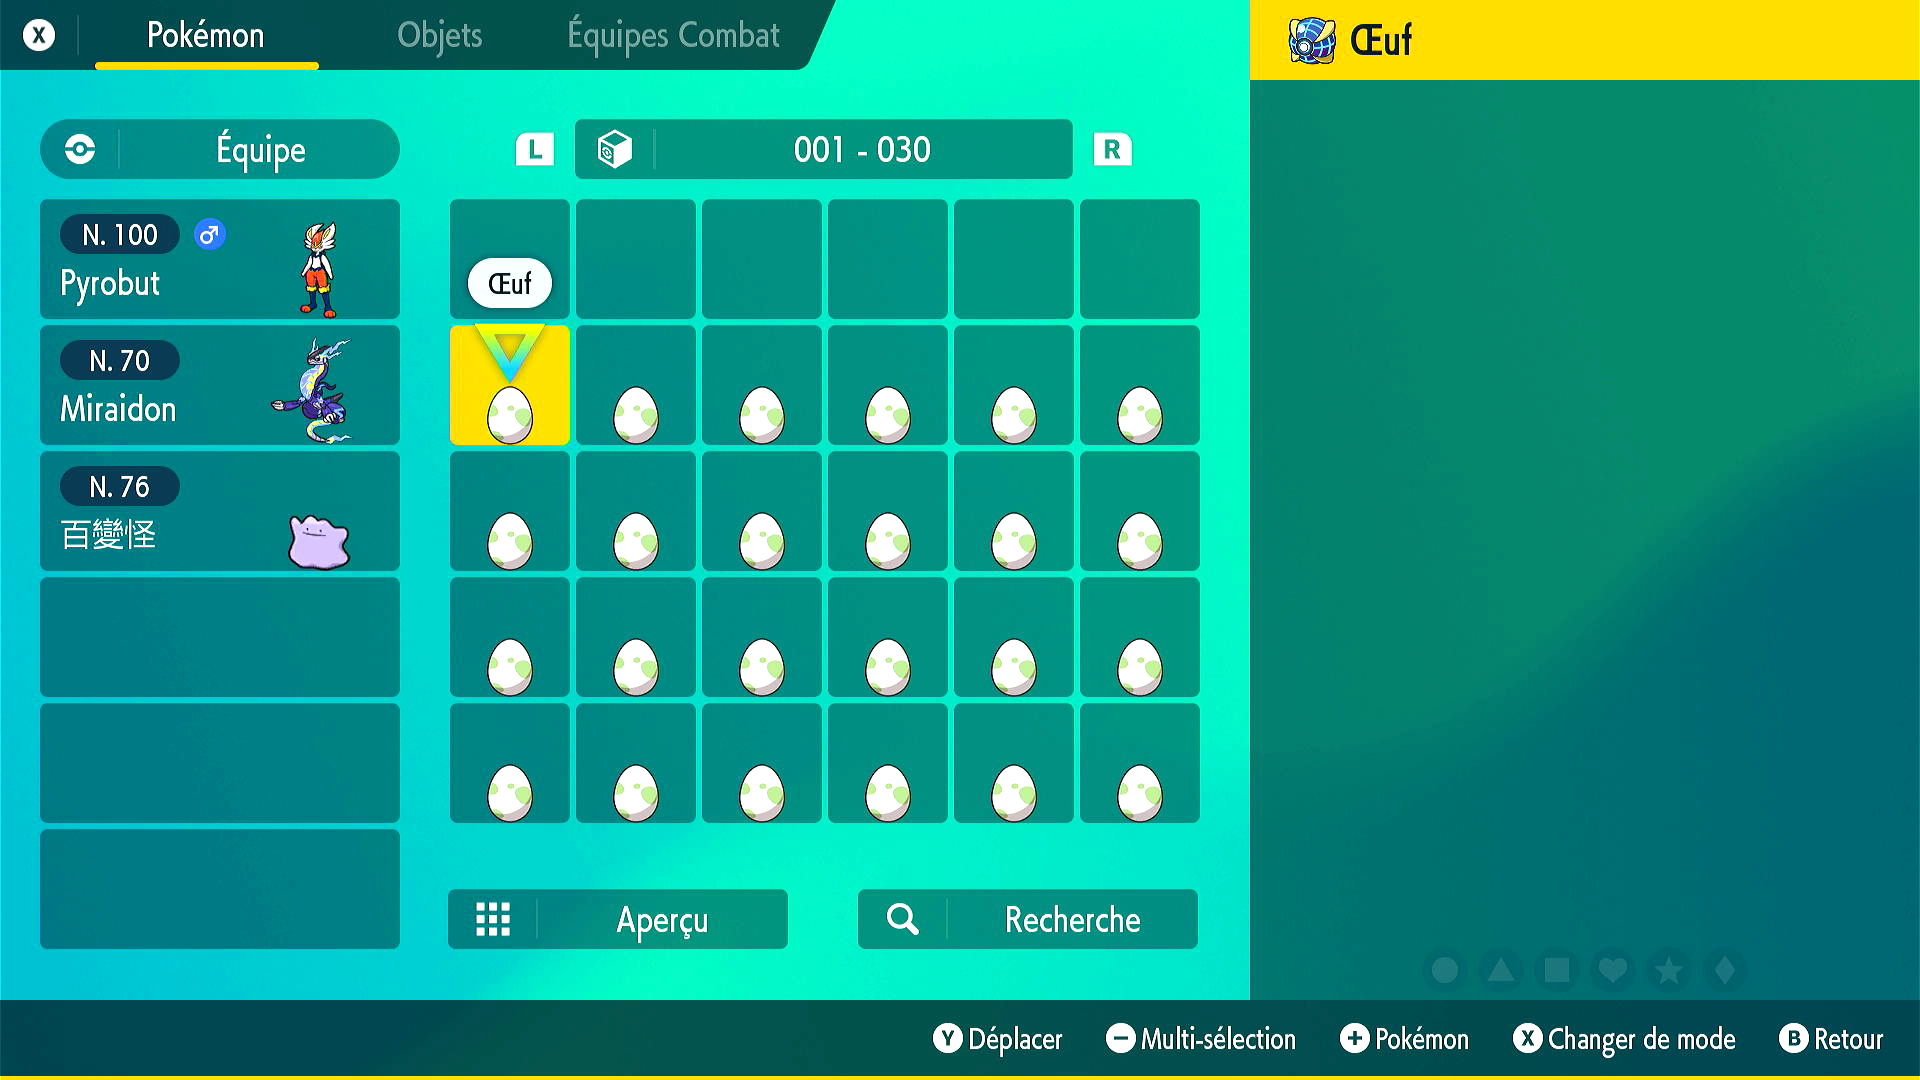 X Pokémon Objets Équipes Combat
Œuf
Équipe
L 001 - 030 R
N. 100
Pyrobut
Œuf
N. 70
Miraidon
N. 76
百變怪
Aperçu
Recherche
Y Déplacer - Multi-sélection + Pokémon X Changer de mode B Retour